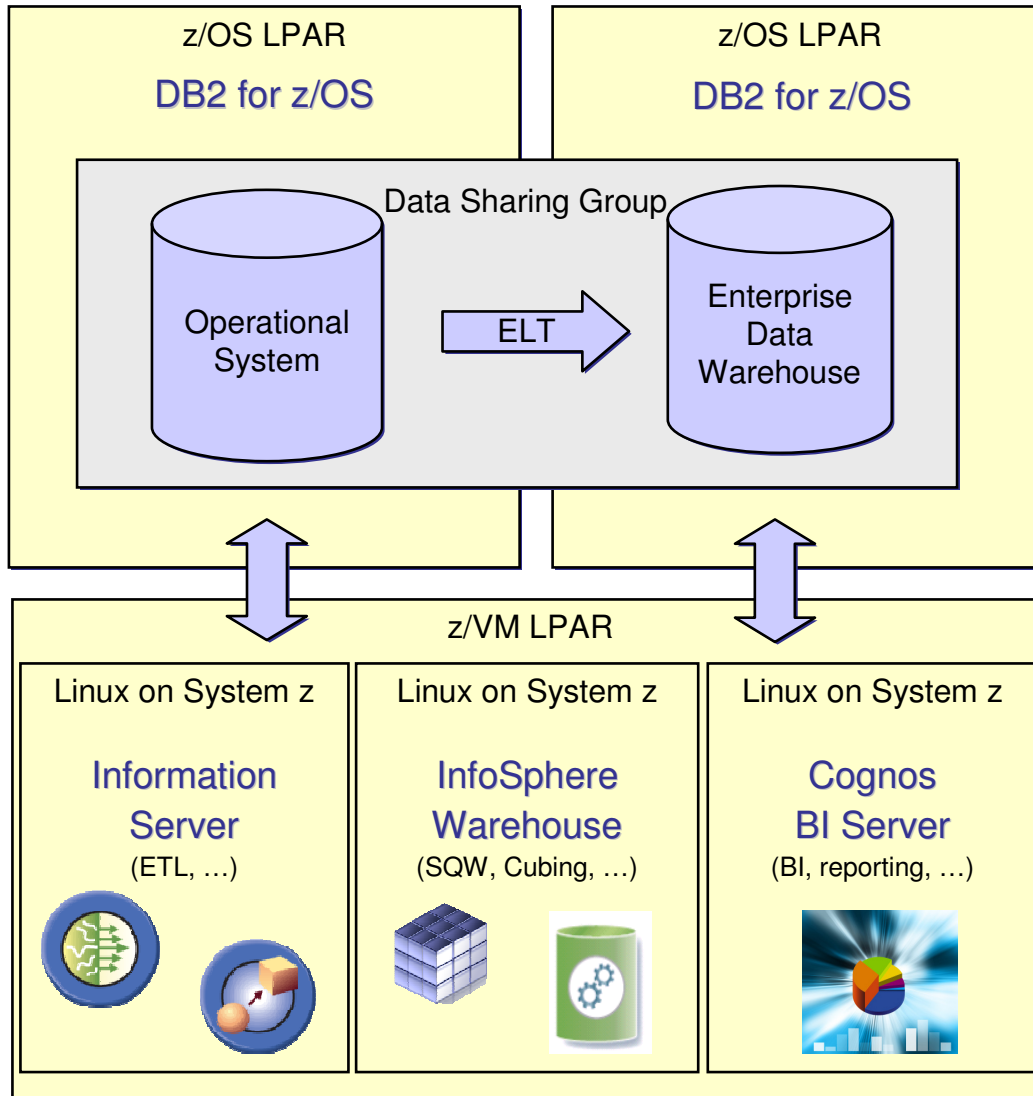 z/OS LPAR
DB2 for z/OS
z/OS LPAR
DB2 for z/OS
Data Sharing Group
Operational
System
ELT
Enterprise
Data
Warehouse
z/VM LPAR
Linux on System z
Information
Server
(ETL, …)
Linux on System z
InfoSphere
Warehouse
(SQW, Cubing, …)
Linux on System z
Cognos
BI Server
(BI, reporting, …)